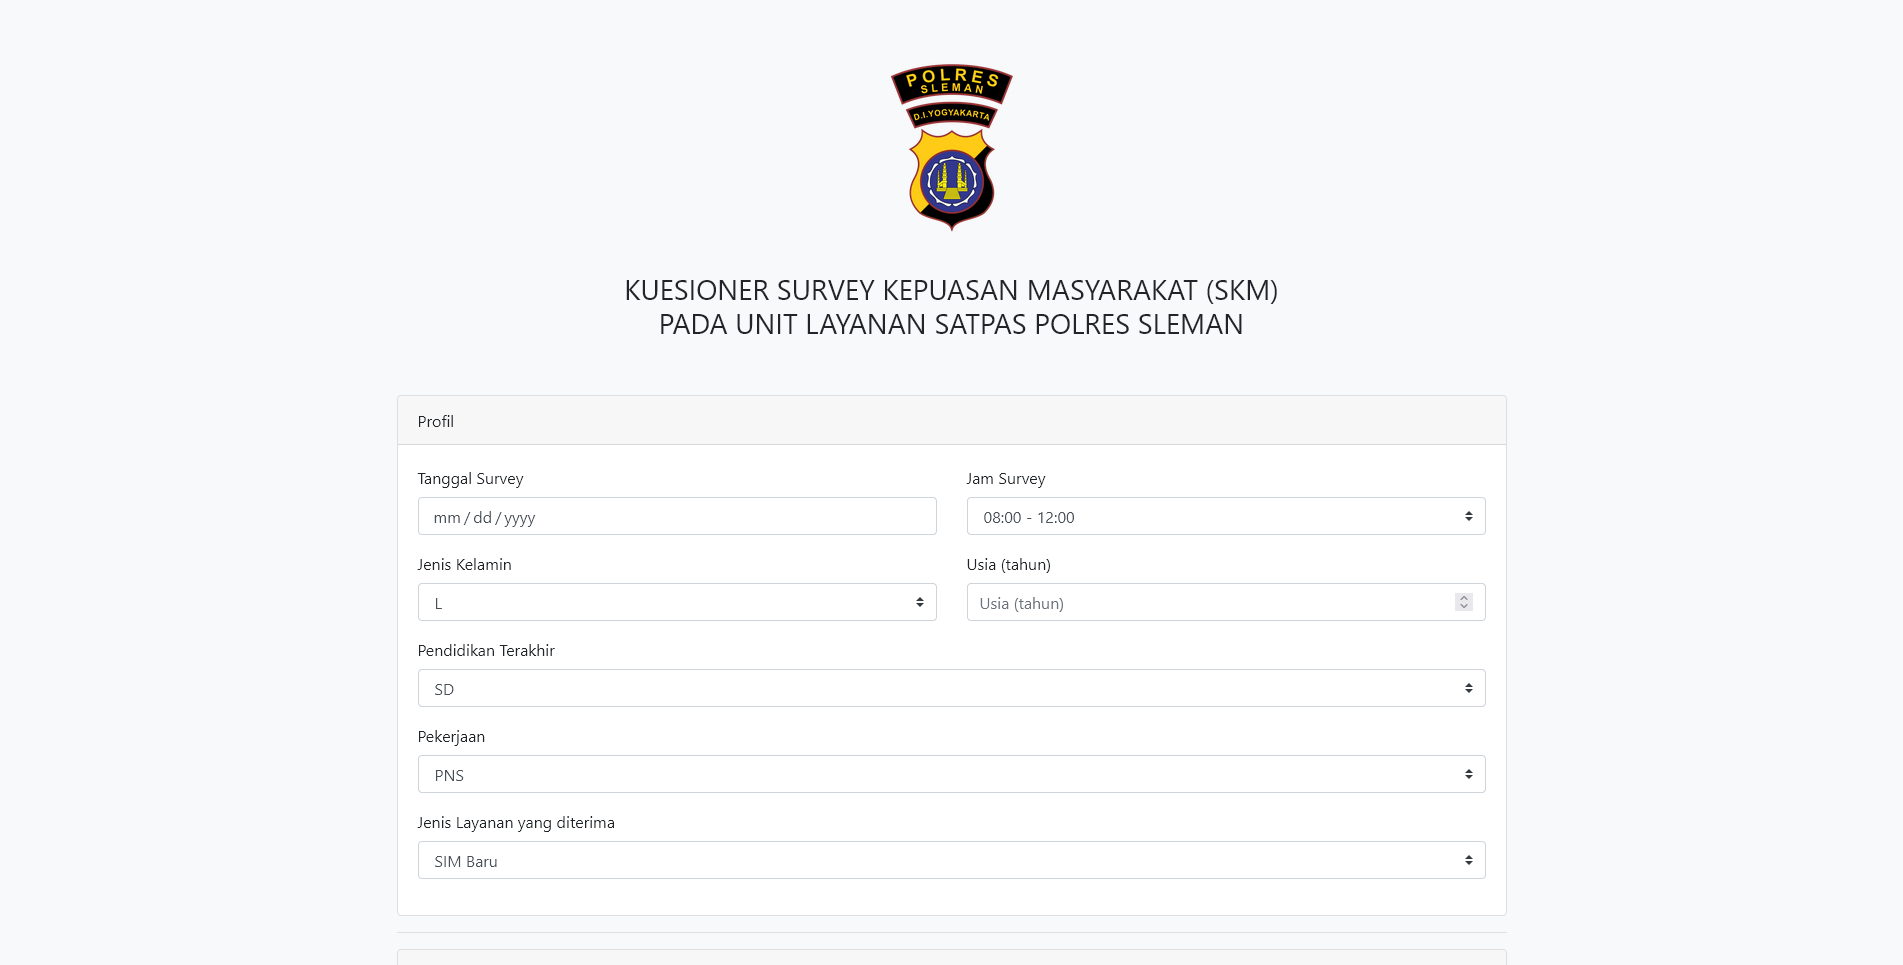 POLRES
SLEMAN
D.I.YOGYAKARTA
KUESIONER SURVEY KEPUASAN MASYARAKAT (SKM)
PADA UNIT LAYANAN SATPAS POLRES SLEMAN
Profil
Tanggal Survey
mm / dd / yyyy
Jam Survey
08:00 - 12:00
Jenis Kelamin
L
Usia (tahun)
Usia (tahun)
Pendidikan Terakhir
SD
Pekerjaan
PNS
Jenis Layanan yang diterima
SIM Baru